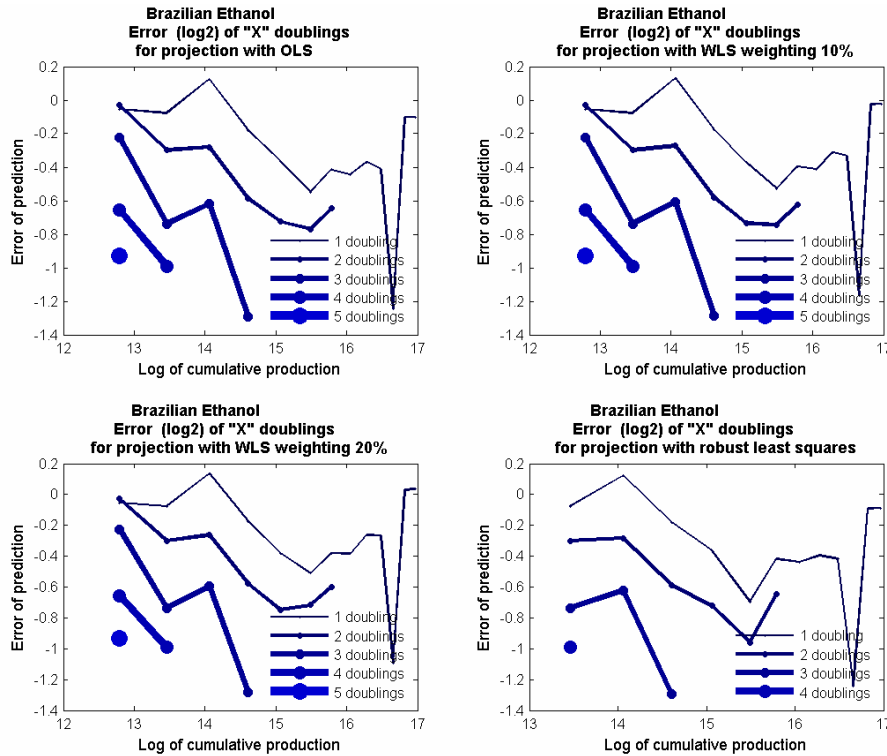 Brazilian Ethanol
Error (log2) of "X" doublings
for projection with OLS
0.2
0
-0.2
-0.4
-0.6
-0.8
-1
-1.2
-1.4
Error of prediction
1 doubling
2 doublings
3 doublings
4 doublings
5 doublings
12
13
14
15
16
17
Log of cumulative production
Brazilian Ethanol
Error (log2) of "X" doublings
for projection with WLS weighting 10%
0.2
0
-0.2
-0.4
-0.6
-0.8
-1
-1.2
-1.4
Error of prediction
1 doubling
2 doublings
3 doublings
4 doublings
5 doublings
12
13
14
15
16
17
Log of cumulative production
Brazilian Ethanol
Error (log2) of "X" doublings
for projection with WLS weighting 20%
0.2
0
-0.2
-0.4
-0.6
-0.8
-1
-1.2
-1.4
Error of prediction
1 doubling
2 doublings
3 doublings
4 doublings
5 doublings
12
13
14
15
16
17
Log of cumulative production
Brazilian Ethanol
Error (log2) of "X" doublings
for projection with robust least squares
0.2
0
-0.2
-0.4
-0.6
-0.8
-1
-1.2
-1.4
Error of prediction
1 doubling
2 doublings
3 doublings
4 doublings
13
14
15
16
17
Log of cumulative production